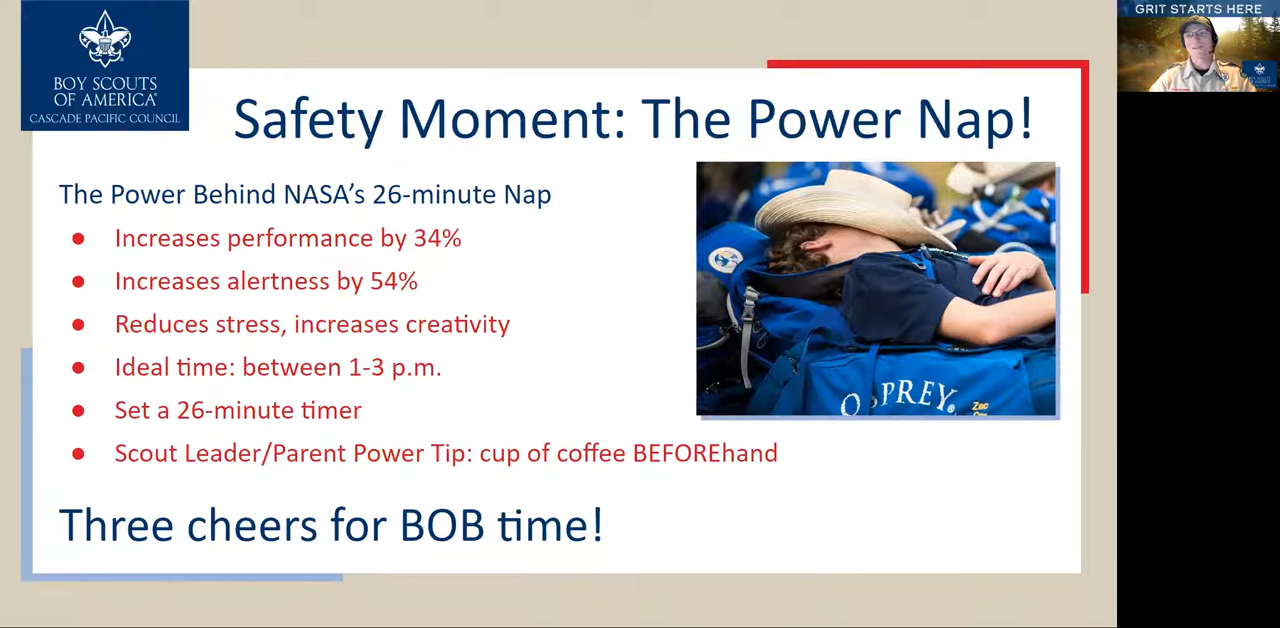 BOY SCOUTS
OF AMERICA®
CASCADE PACIFIC COUNCIL
Safety Moment: The Power Nap!
The Power Behind NASA's 26-minute Nap
● Increases performance by 34%
● Increases alertness by 54%
● Reduces stress, increases creativity
● Ideal time: between 1-3 p.m.
● Set a 26-minute timer
● Scout Leader/Parent Power Tip: cup of coffee BEFOREhand
Three cheers for BOB time!
OSPREY®
Zac
GRIT STARTS HERE